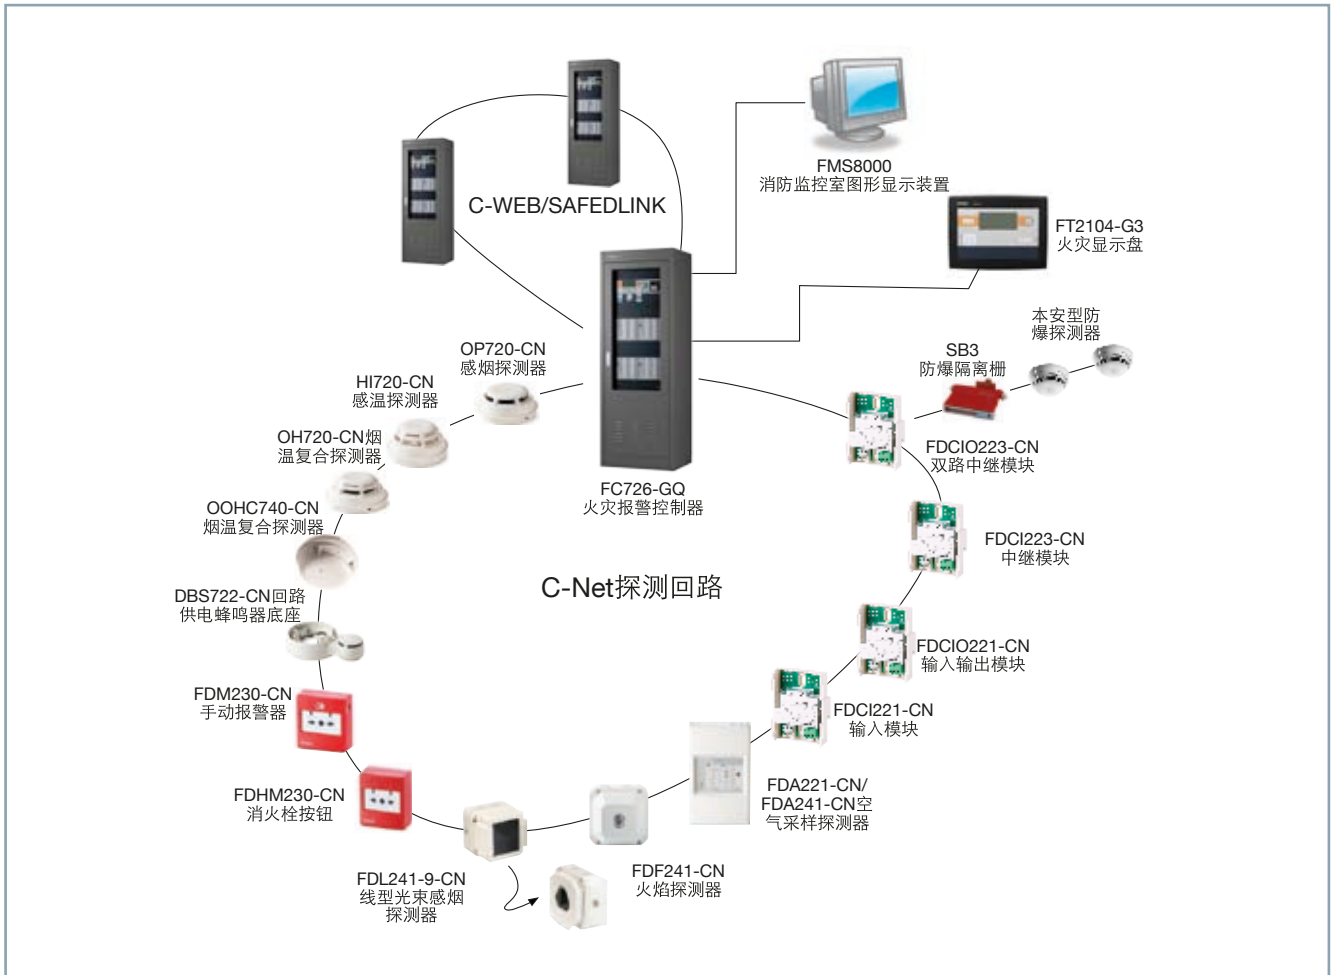 C-WEB/SAFEDLINK
FMS8000
消防监控室图形显示装置
FT2104-G3
火灾显示盘
本安型防
爆探测器
SB3
防爆隔离栅
OP720-CN
感烟探测器
HI720-CN
感温探测器
OH720-CN烟
温复合探测器
OOHC740-CN
烟温复合探测器
DBS722-CN回路
供电蜂鸣器底座
FDM230-CN
手动报警器
FDHM230-CN
消火栓按钮
FDL241-9-CN
线型光束感烟
探测器
FC726-GQ
火灾报警控制器
C-Net探测回路
FDCIO223-CN
双路中继模块
FDCI223-CN
中继模块
FDCIO221-CN
输入输出模块
FDCI221-CN
输入模块
FDA221-CN/
FDA241-CN空
气采样探测器
FDF241-CN
火焰探测器